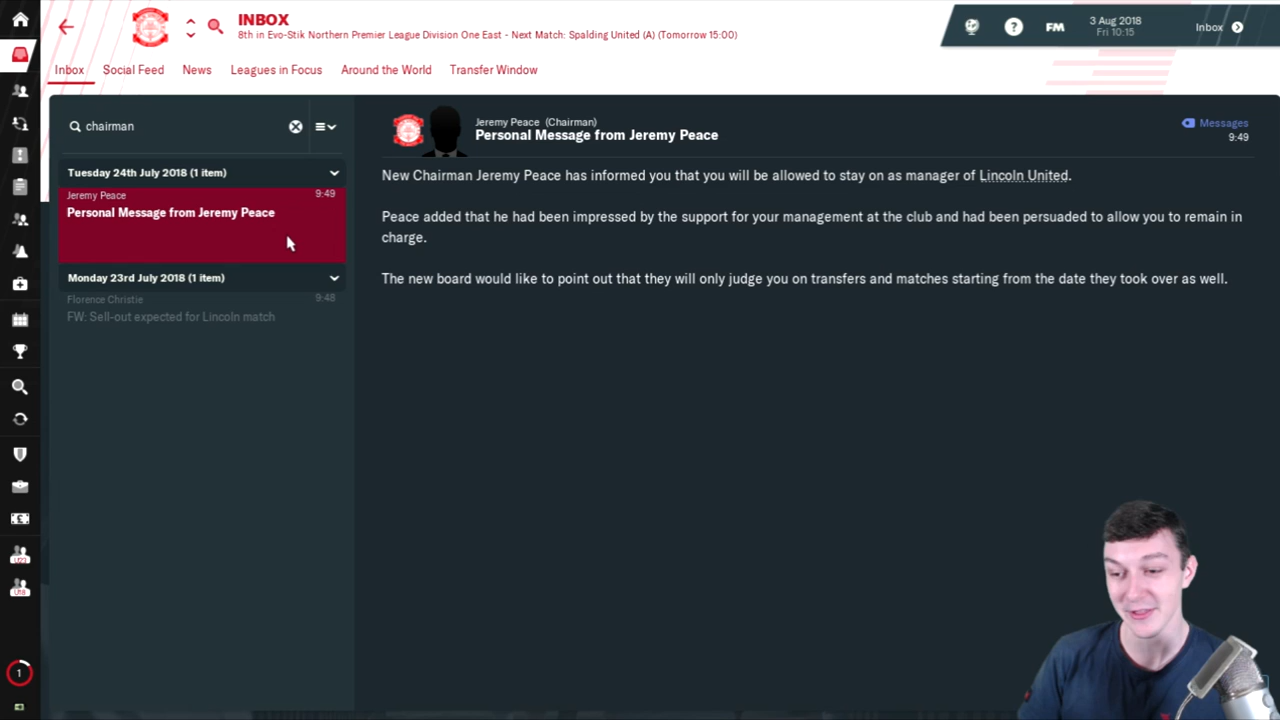 INBOX
8th in Evo-Stik Northern Premier League Division One East - Next Match: Spalding United (A) (Tomorrow 15:00)
?
FM
3 Aug 2018
Fri 10:15
Inbox
Inbox
Social Feed
News
Leagues in Focus
Around the World
Transfer Window
chairman
Tuesday 24th July 2018 (1 item)
Jeremy Peace
9:49
Personal Message from Jeremy Peace
Monday 23rd July 2018 (1 item)
Florence Christie
9:48
FW: Sell-out expected for Lincoln match
Jeremy Peace (Chairman)
Personal Message from Jeremy Peace
Messages
9:49
New Chairman Jeremy Peace has informed you that you will be allowed to stay on as manager of Lincoln United.
Peace added that he had been impressed by the support for your management at the club and had been persuaded to allow you to remain in
charge.
The new board would like to point out that they will only judge you on transfers and matches starting from the date they took over as well.
U23
U18
1